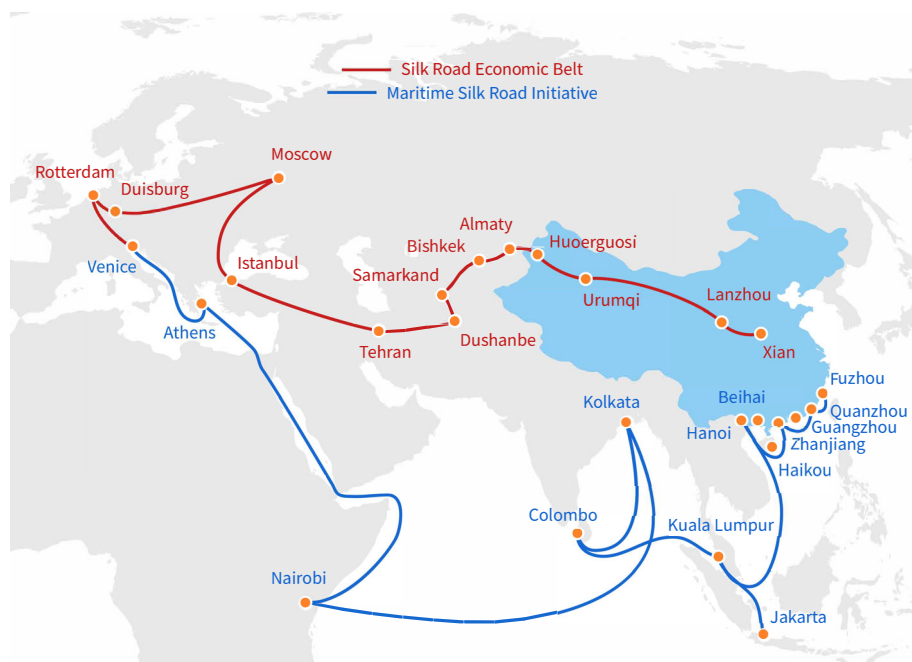 Silk Road Economic Belt
Maritime Silk Road Initiative
Moscow
Rotterdam
Duisburg
Almaty
Bishkek
Huoerguosi
Venice
Istanbul
Samarkand
Urumqi
Lanzhou
Athens
Tehran
Dushanbe
Xian
Fuzhou
Kolkata
Beihai
Quanzhou
Hanoi
Guangzhou
Zhanjiang
Haikou
Colombo
Kuala Lumpur
Nairobi
Jakarta